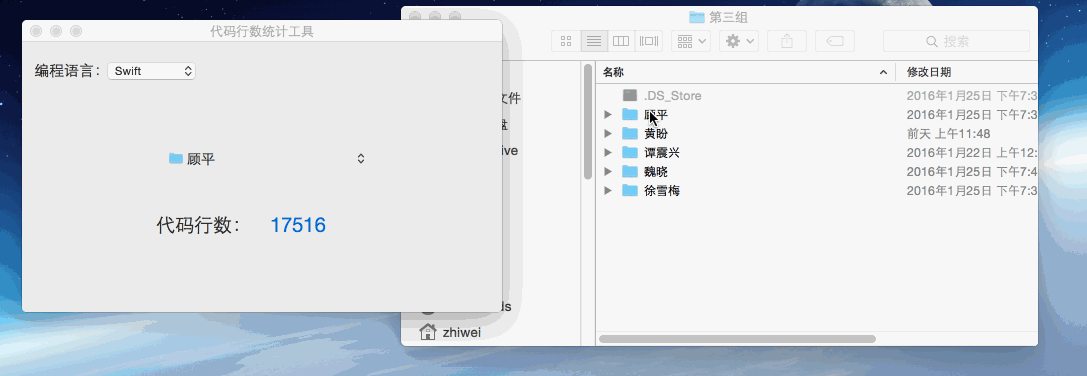 代码行数统计工具
编程语言：
Swift
顾平
代码行数：
17516
第三组
搜索
文件
盘
ive
ds
zhiwei
名称
修改日期
.DS_Store
2016年1月25日 下午7:3
顾平
2016年1月25日 下午7:3
黄盼
前天 上午11:48
谭震兴
2016年1月22日 上午12:
魏晓
2016年1月25日 下午7:4
徐雪梅
2016年1月25日 下午7:3